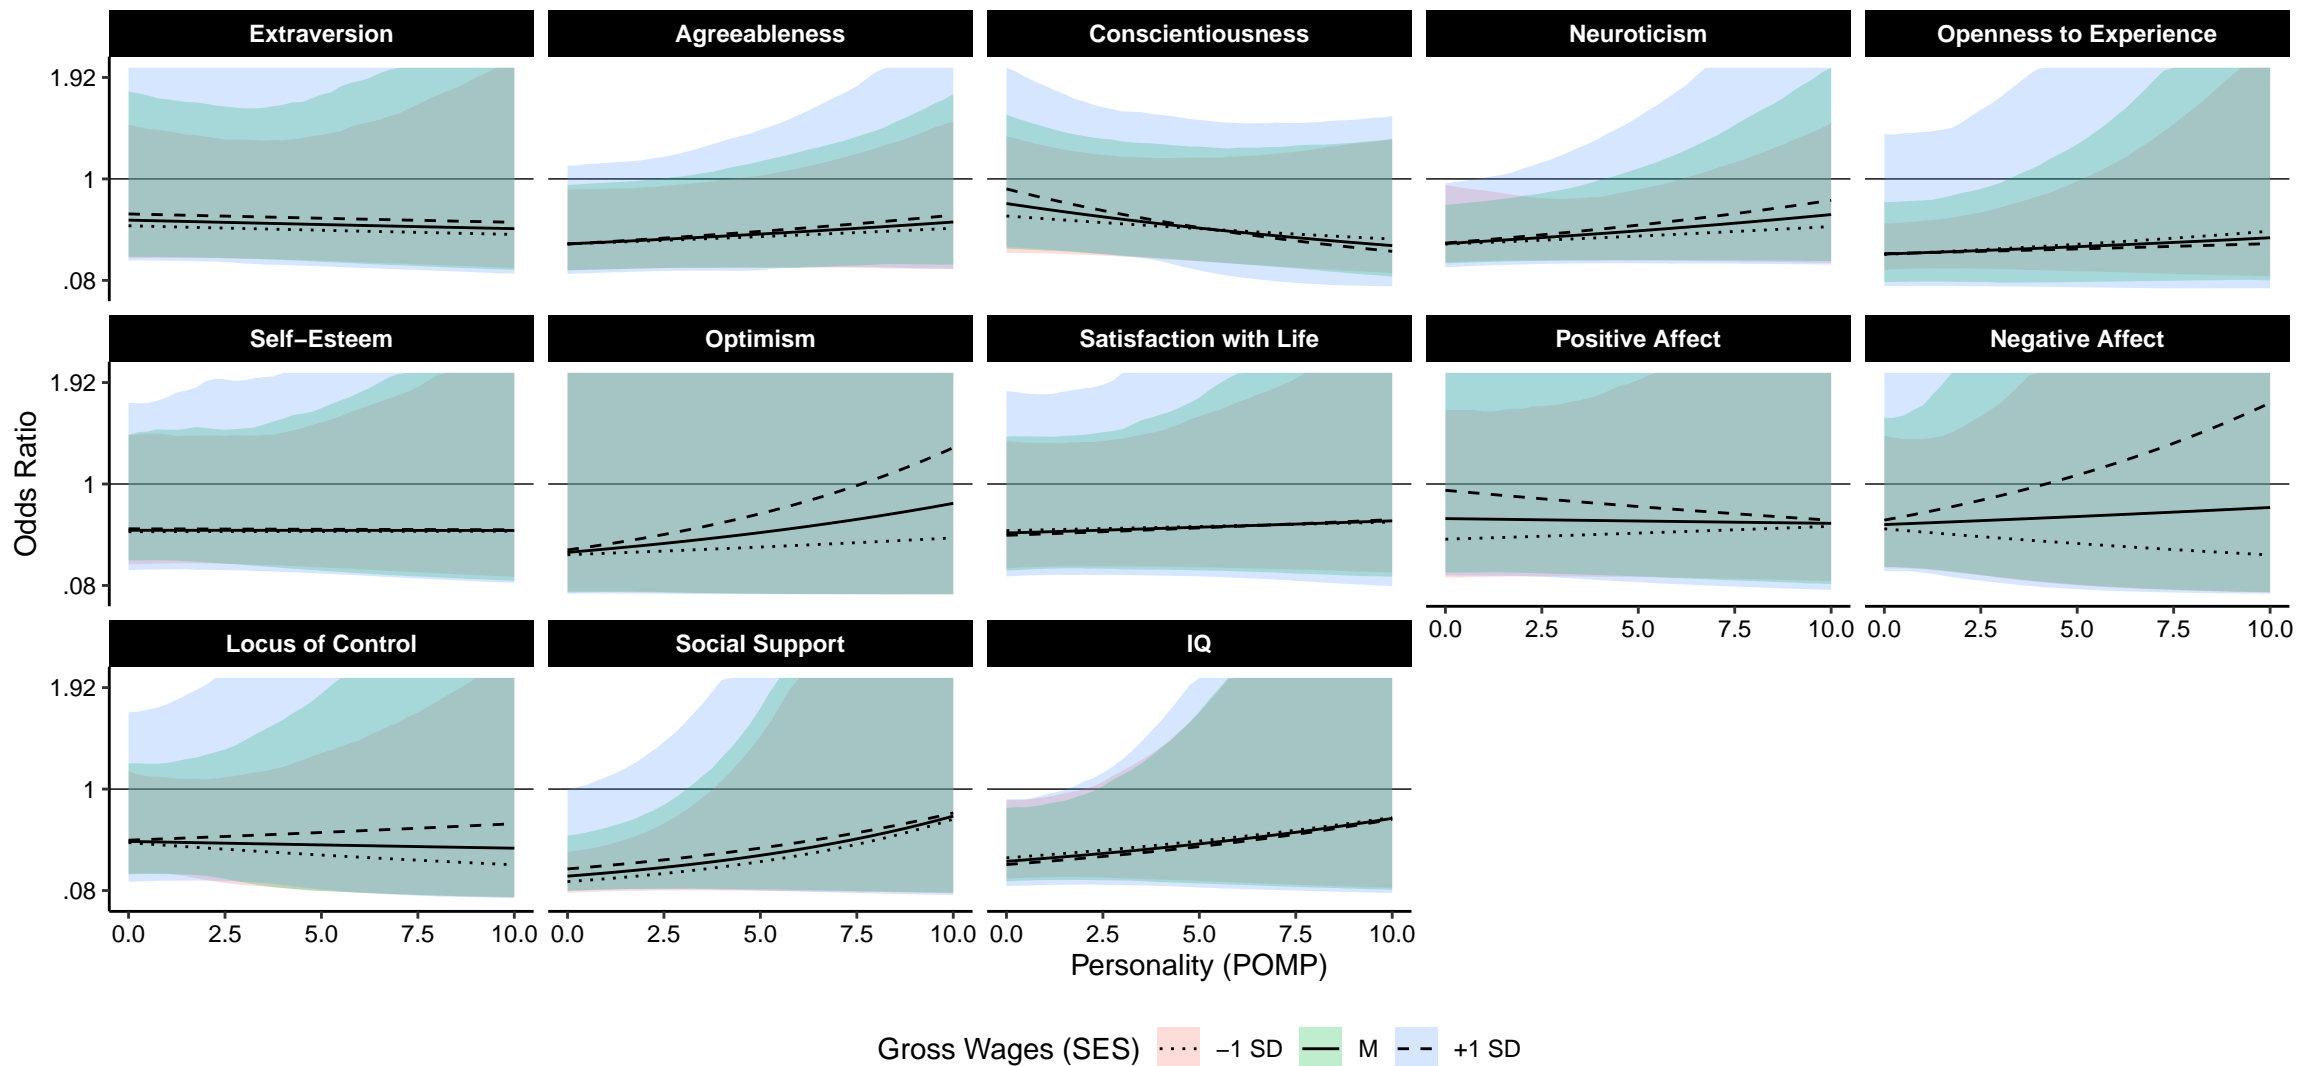 Extraversion
Agreeableness
Conscientiousness
Neuroticism
Openness to Experience
1.92
1
.08
Self−Esteem
Optimism
Satisfaction with Life
Positive Affect
Negative Affect
1.92
1
.08
0.0 2.5 5.0 7.5 10.0
0.0 2.5 5.0 7.5 10.0
Locus of Control
Social Support
IQ
1.92
1
.08
0.0 2.5 5.0 7.5 10.0
0.0 2.5 5.0 7.5 10.0
0.0 2.5 5.0 7.5 10.0
Odds Ratio
Personality (POMP)
Gross Wages (SES) −1 SD M +1 SD